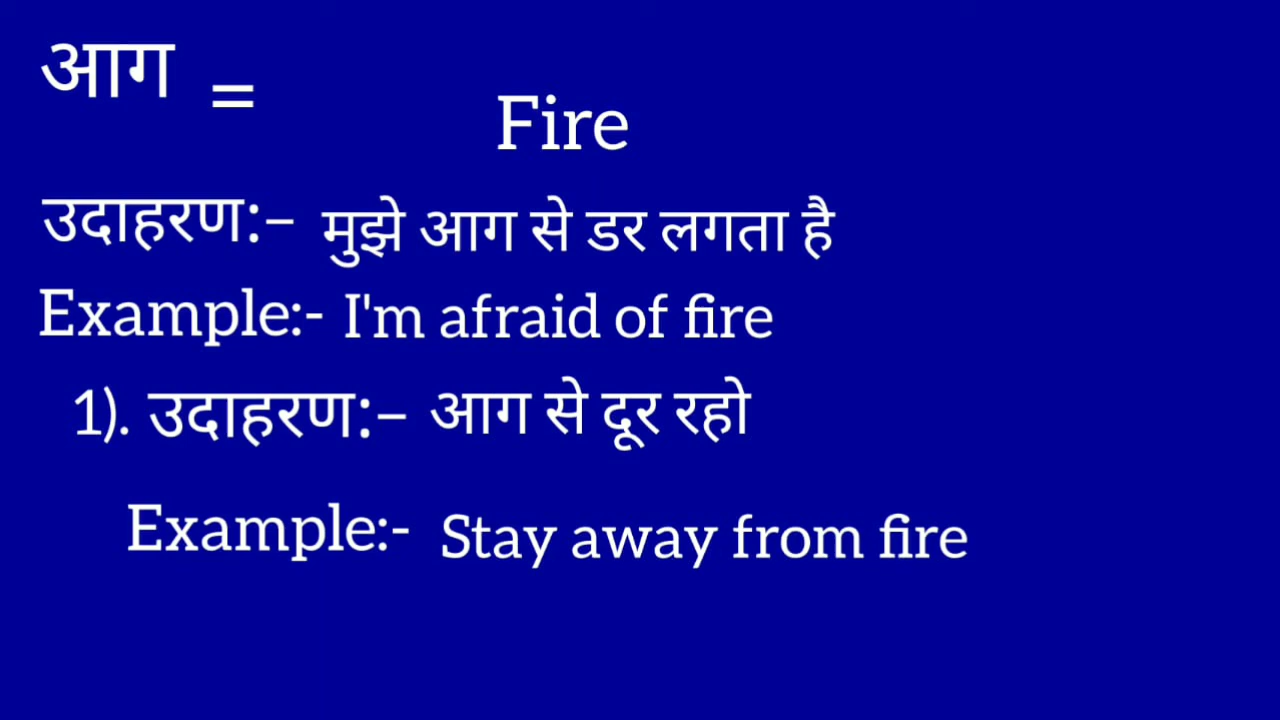 आग =
Fire
उदाहरण:– मुझे आग से डर लगता है
Example:- I'm afraid of fire
1). उदाहरण:– आग से दूर रहो
Example:- Stay away from fire